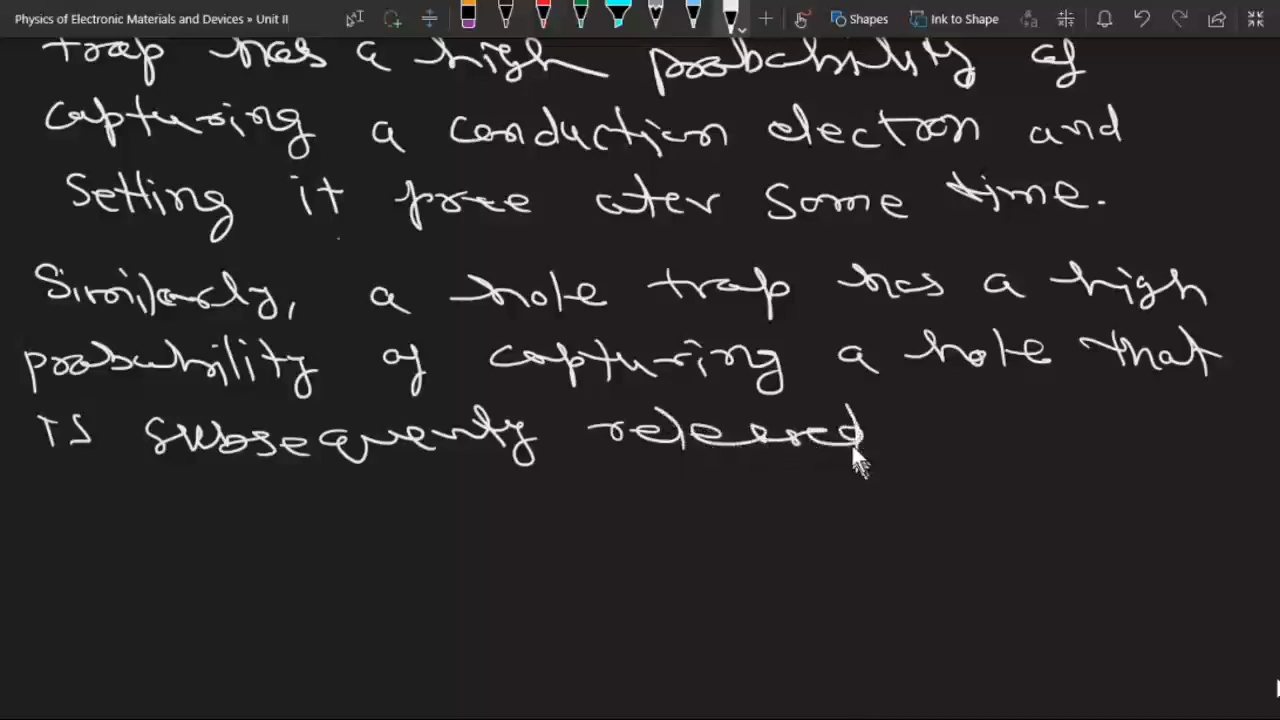 Physics of Electronic Materials and Devices » Unit II
Shapes
Ink to Shape
trap has a high probability of
capturing a conduction electron and
setting it free ater some time.
Similarly, a hole trap has a high
probability of capturing a hole that
is subsequently released